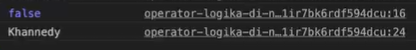 false operator-logika-di-n…1ir7bk6rdf594dcu:16
Khannedy operator-logika-di-n…1ir7bk6rdf594dcu:24